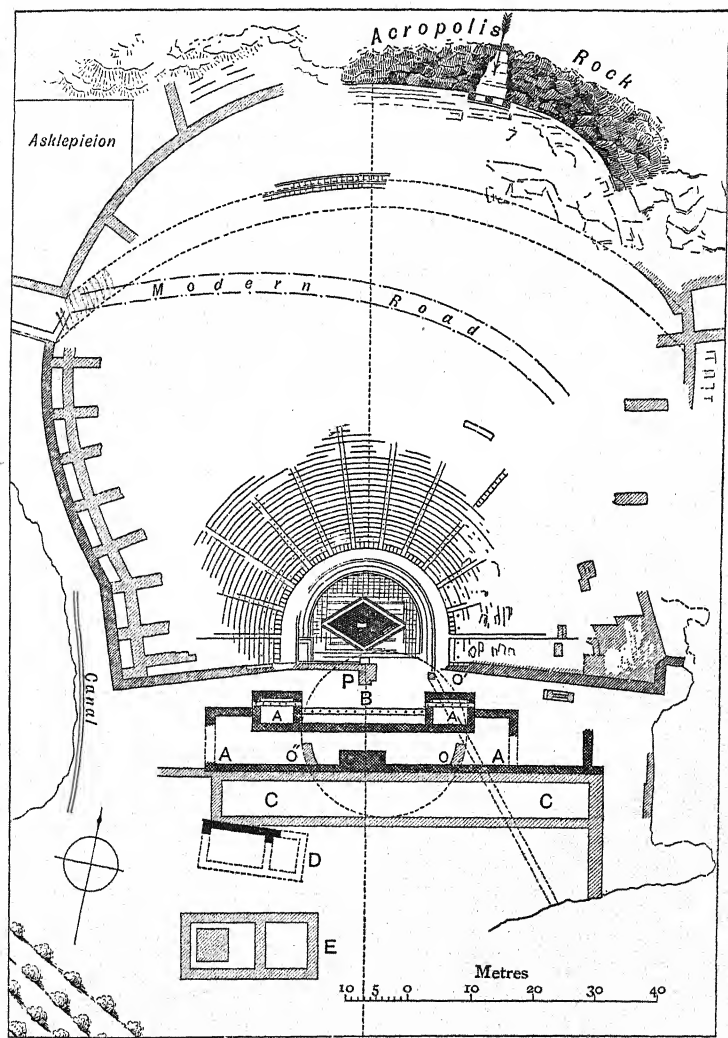 Acropolis Rock
Asklepieion
Modern Road
Canal
P
B
O'
A
A
A
O"
O
A
C
C
D
E
Metres
10 5 0 10 20 30 40